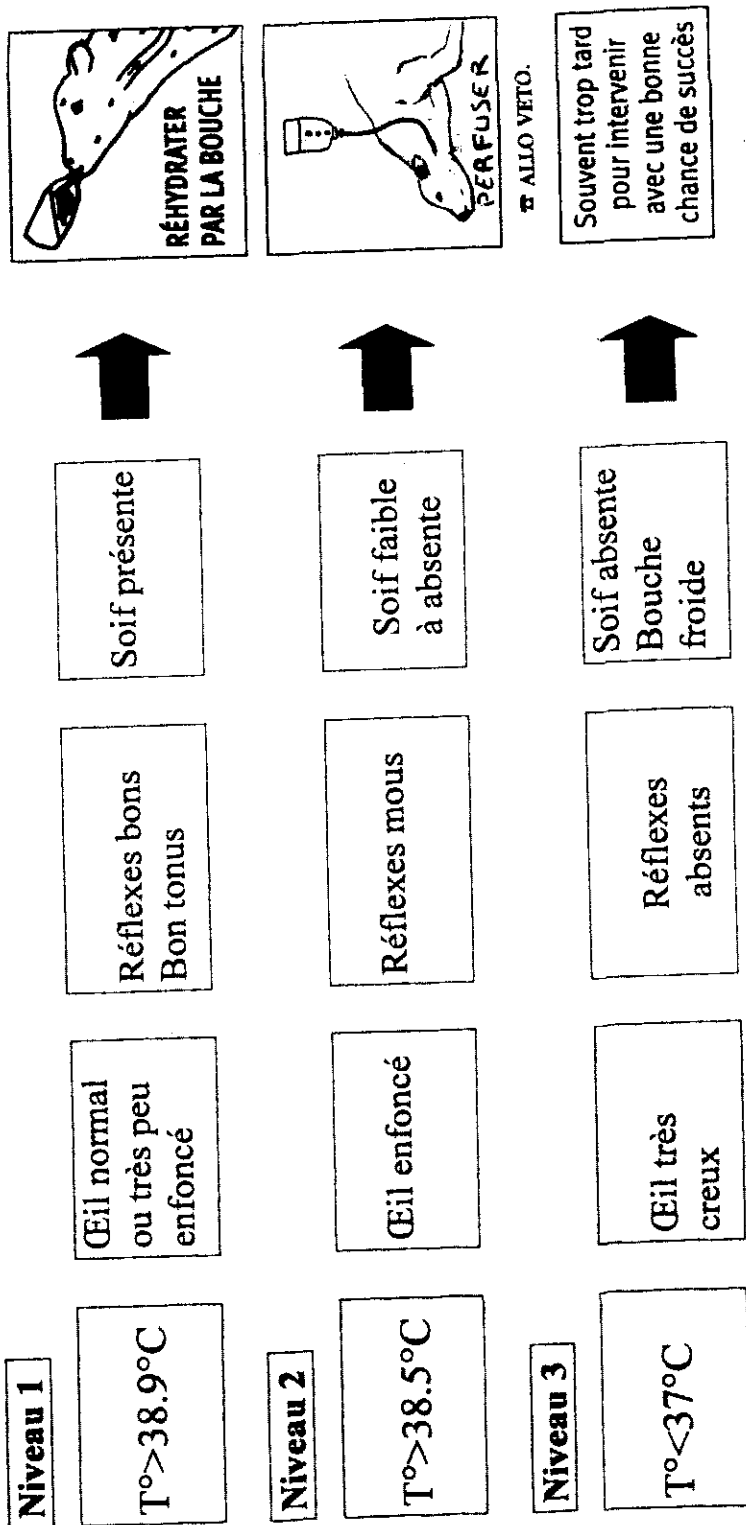 Niveau 1
T°>38.9°C
Œil normal
ou très peu
enfoncé
Réflexes bons
Bon tonus
Soif présente
RÉHYDRATER
PAR LA BOUCHE
Niveau 2
T°>38.5°C
Œil enfoncé
Réflexes mous
Soif faible
à absente
PERFUSER
☎ ALLO VETO.
Niveau 3
T°<37°C
Œil très
creux
Réflexes
absents
Soif absente
Bouche
froide
Souvent trop tard
pour intervenir
avec une bonne
chance de succès